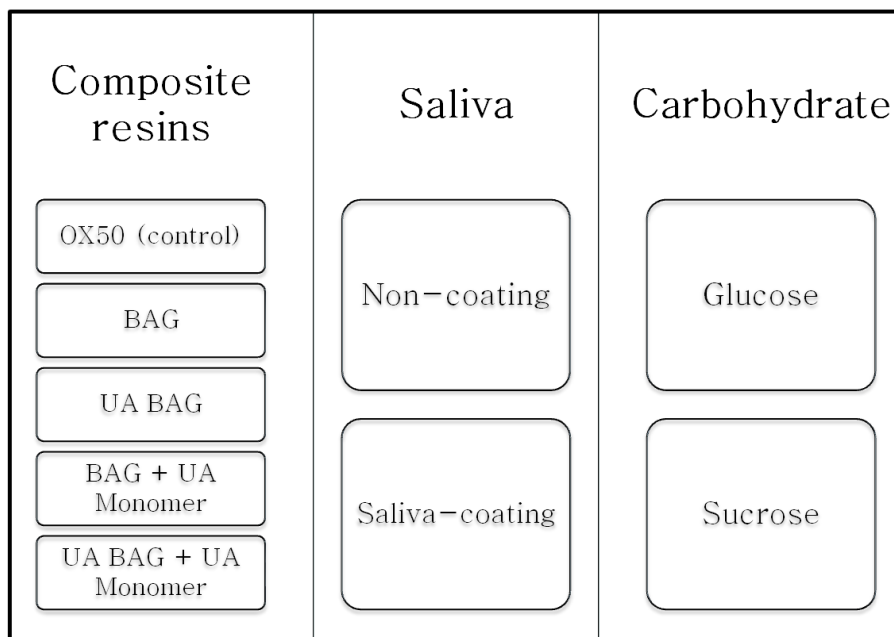 Composite
resins
OX50 (control)
BAG
UA BAG
BAG + UA
Monomer
UA BAG + UA
Monomer
Saliva
Non-coating
Saliva-coating
Carbohydrate
Glucose
Sucrose